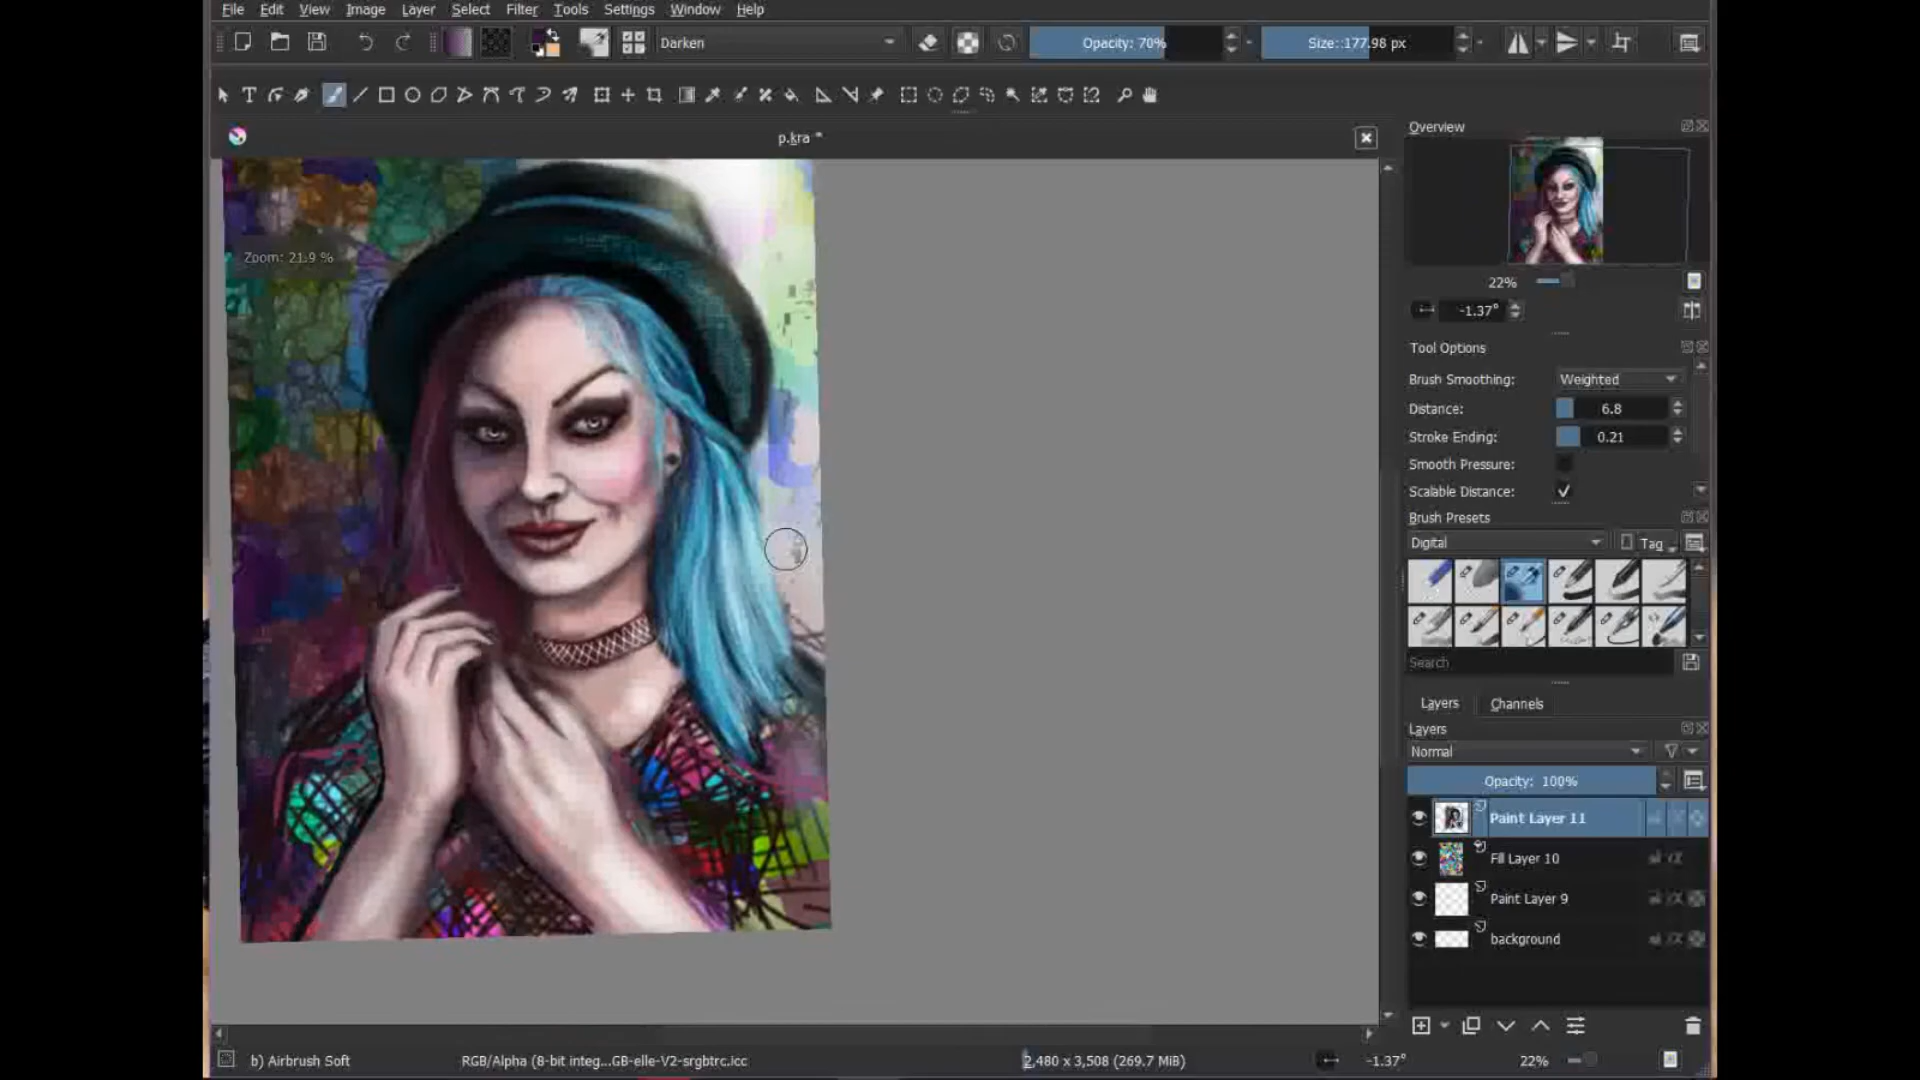 File Edit View Image Layer Select Filter Tools Settings Window Help
Darken Opacity: 70% Size: 177.98 px
p.kra *
Zoom: 21.9 %
Overview
22%
-1.37°
Tool Options
Brush Smoothing: Weighted
Distance: 6.8
Stroke Ending: 0.21
Smooth Pressure:
Scalable Distance:
Brush Presets
Digital Tag
Search
Layers Channels
Layers
Normal
Opacity: 100%
Paint Layer 11
Fill Layer 10
Paint Layer 9
background
b) Airbrush Soft RGB/Alpha (8-bit integ...GB-elle-V2-srgbtrc.icc 2,480 x 3,508 (269.7 MiB) -1.37° 22%